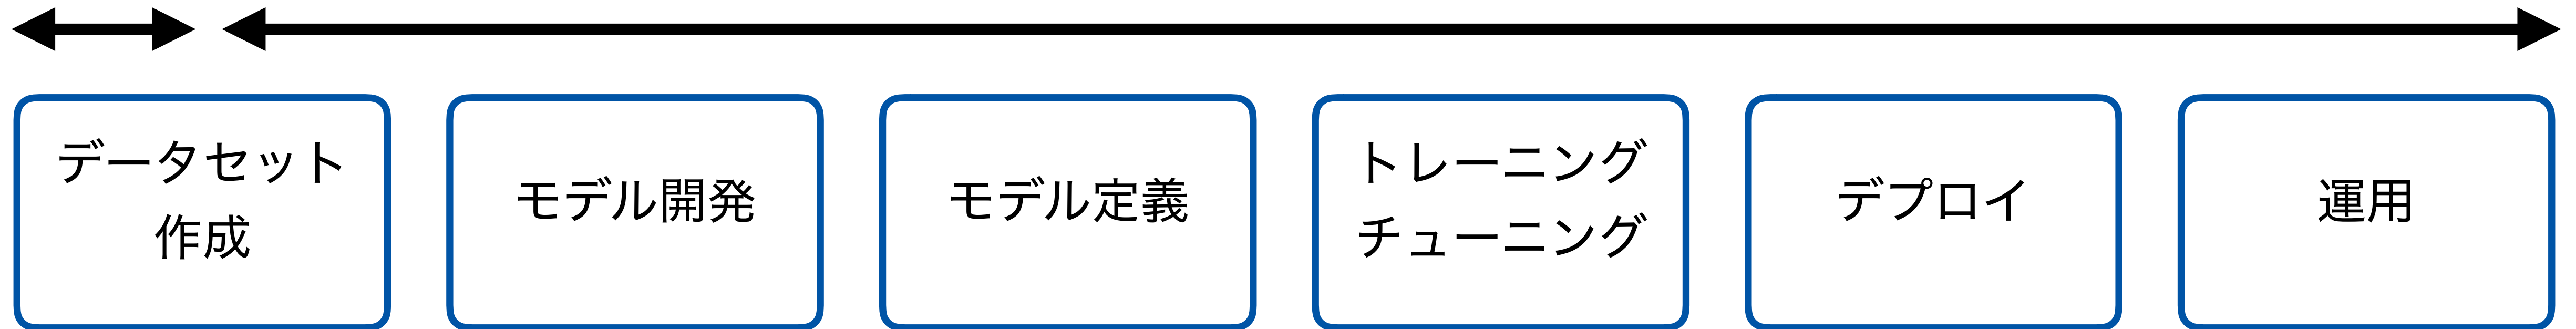 データセット
作成
モデル開発
モデル定義
トレーニング
チューニング
デプロイ
運用